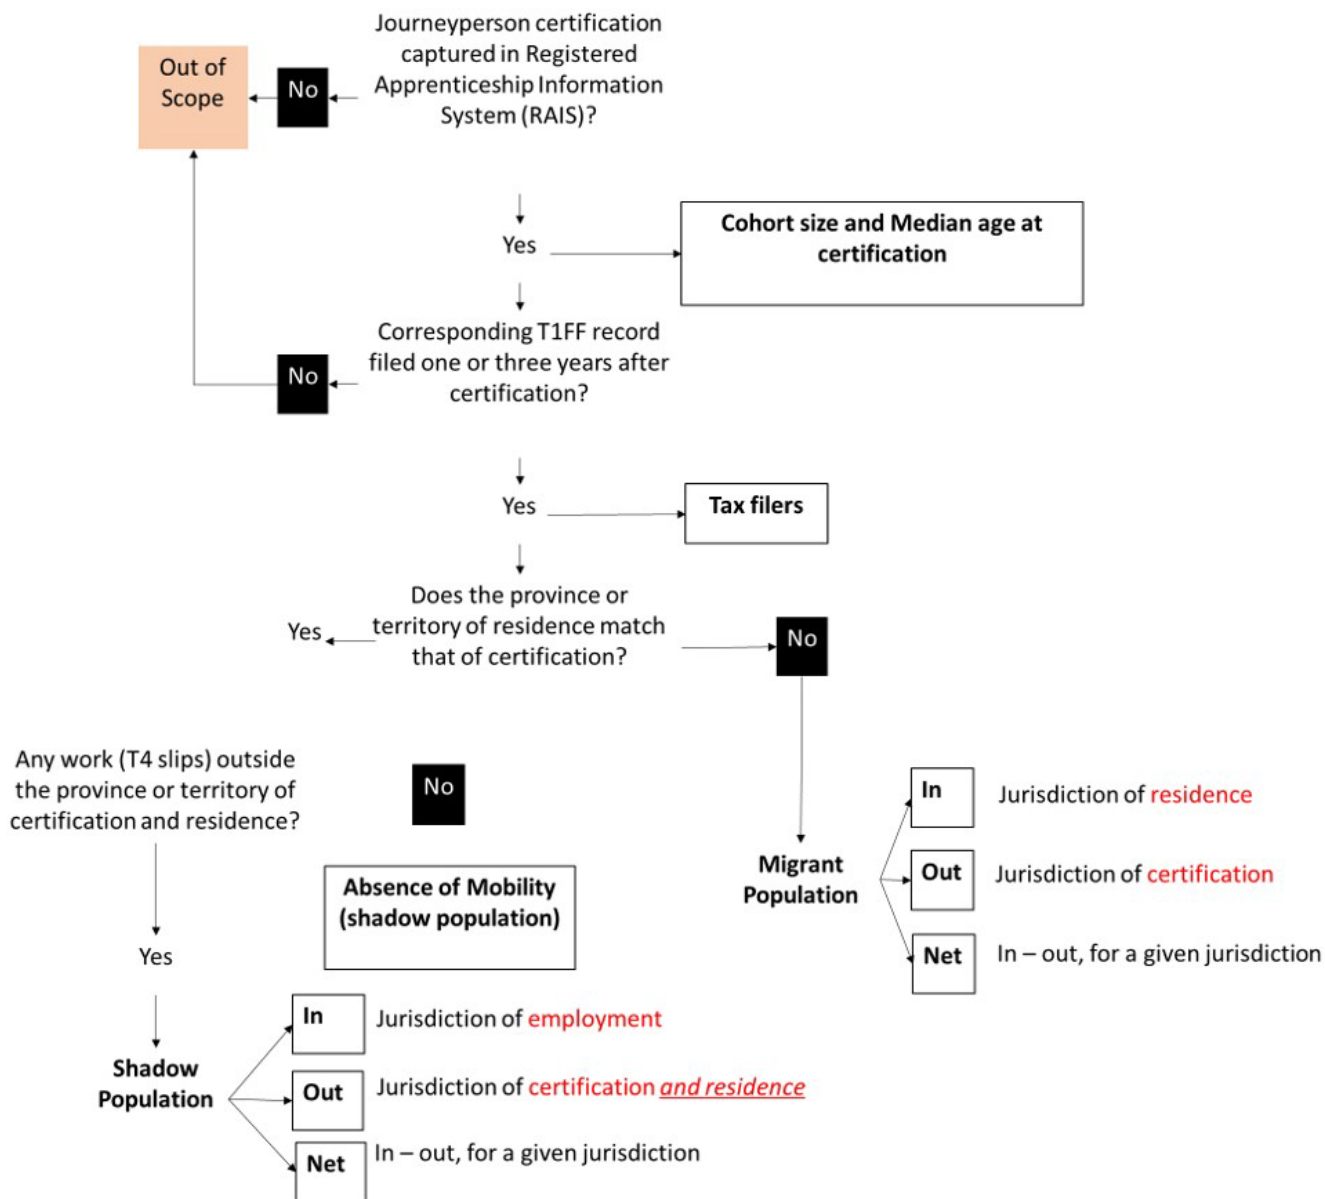 Journeyperson certification
captured in Registered
Apprenticeship Information
System (RAIS)?
No
Out of
Scope
Yes
Cohort size and Median age at
certification
Corresponding T1FF record
filed one or three years after
certification?
No
Yes
Tax filers
Does the province or
territory of residence match
that of certification?
Yes
No
Any work (T4 slips) outside
the province or territory of
certification and residence?
No
Absence of Mobility
(shadow population)
Yes
Shadow
Population
In
Jurisdiction of employment
Out
Jurisdiction of certification and residence
Net
In – out, for a given jurisdiction
Migrant
Population
In
Jurisdiction of residence
Out
Jurisdiction of certification
Net
In – out, for a given jurisdiction